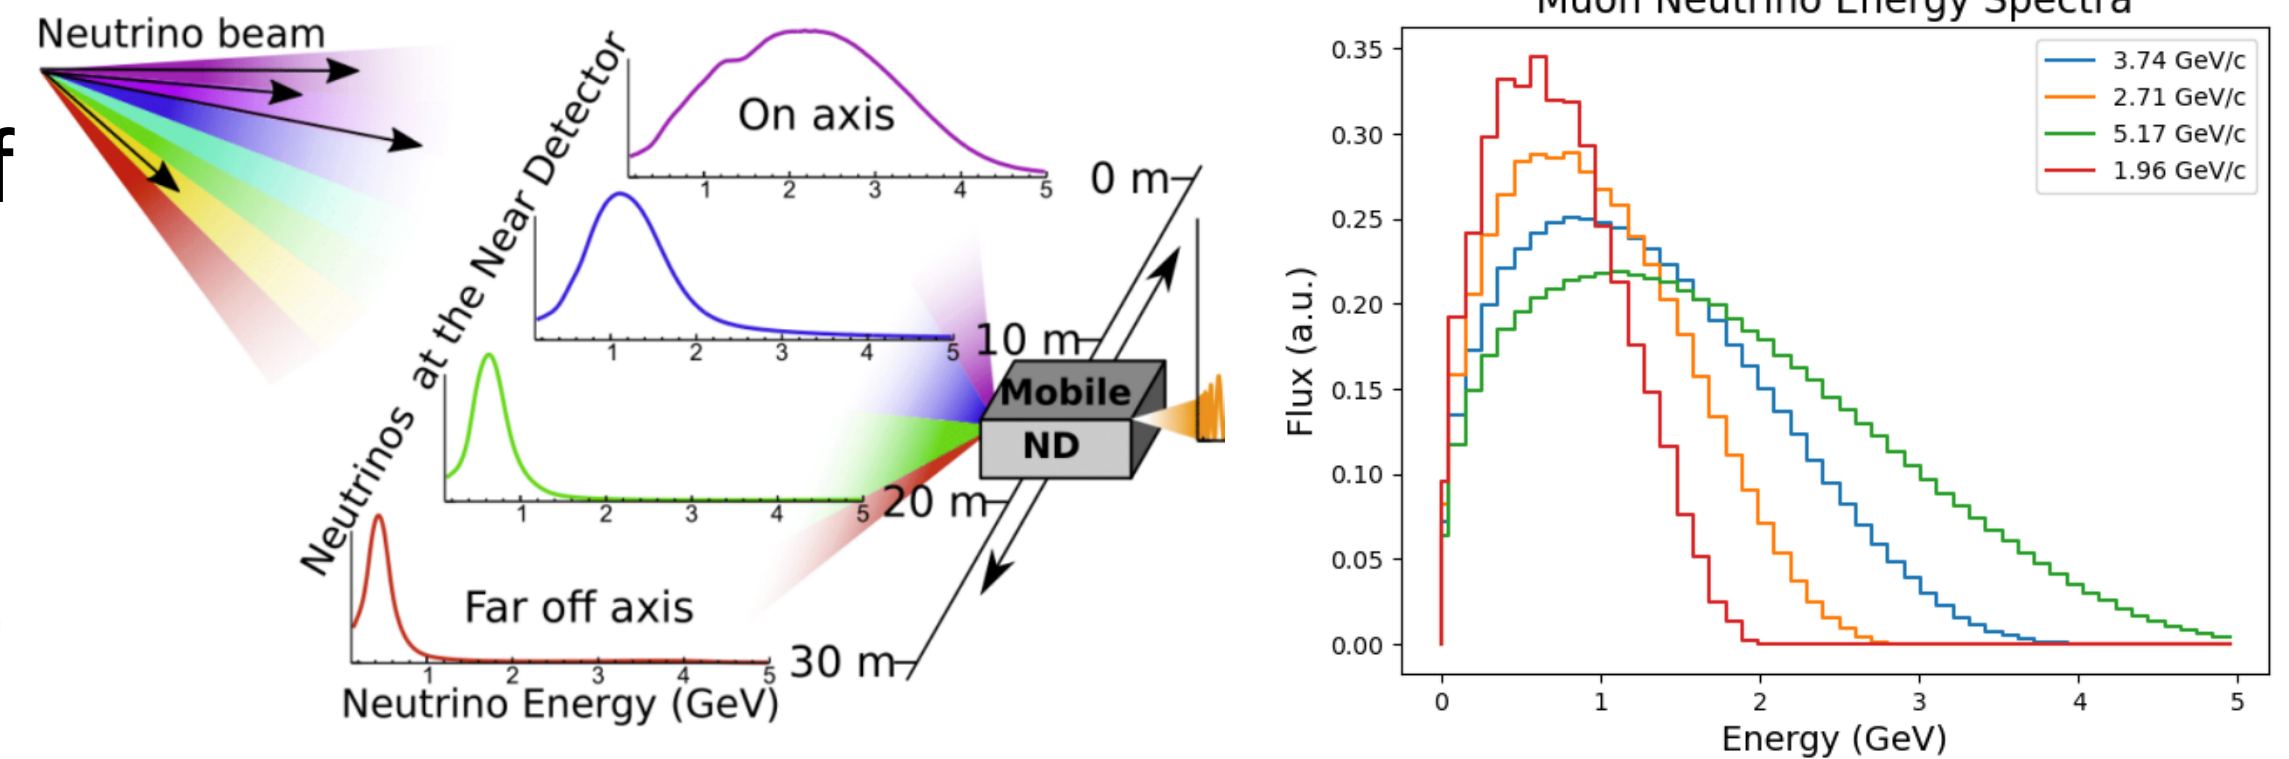 Neutrino beam
f
Neutrinos at the Near Detector
On axis
1 2 3 4 5
0 m
1 2 3 4 5
10 m
Mobile
ND
1 2 3 4 5
20 m
Far off axis
1 2 3 4 5
30 m
Neutrino Energy (GeV)
Muon Neutrino Energy Spectra
3.74 GeV/c
2.71 GeV/c
5.17 GeV/c
1.96 GeV/c
Flux (a.u.)
0.35
0.30
0.25
0.20
0.15
0.10
0.05
0.00
0 1 2 3 4 5
Energy (GeV)